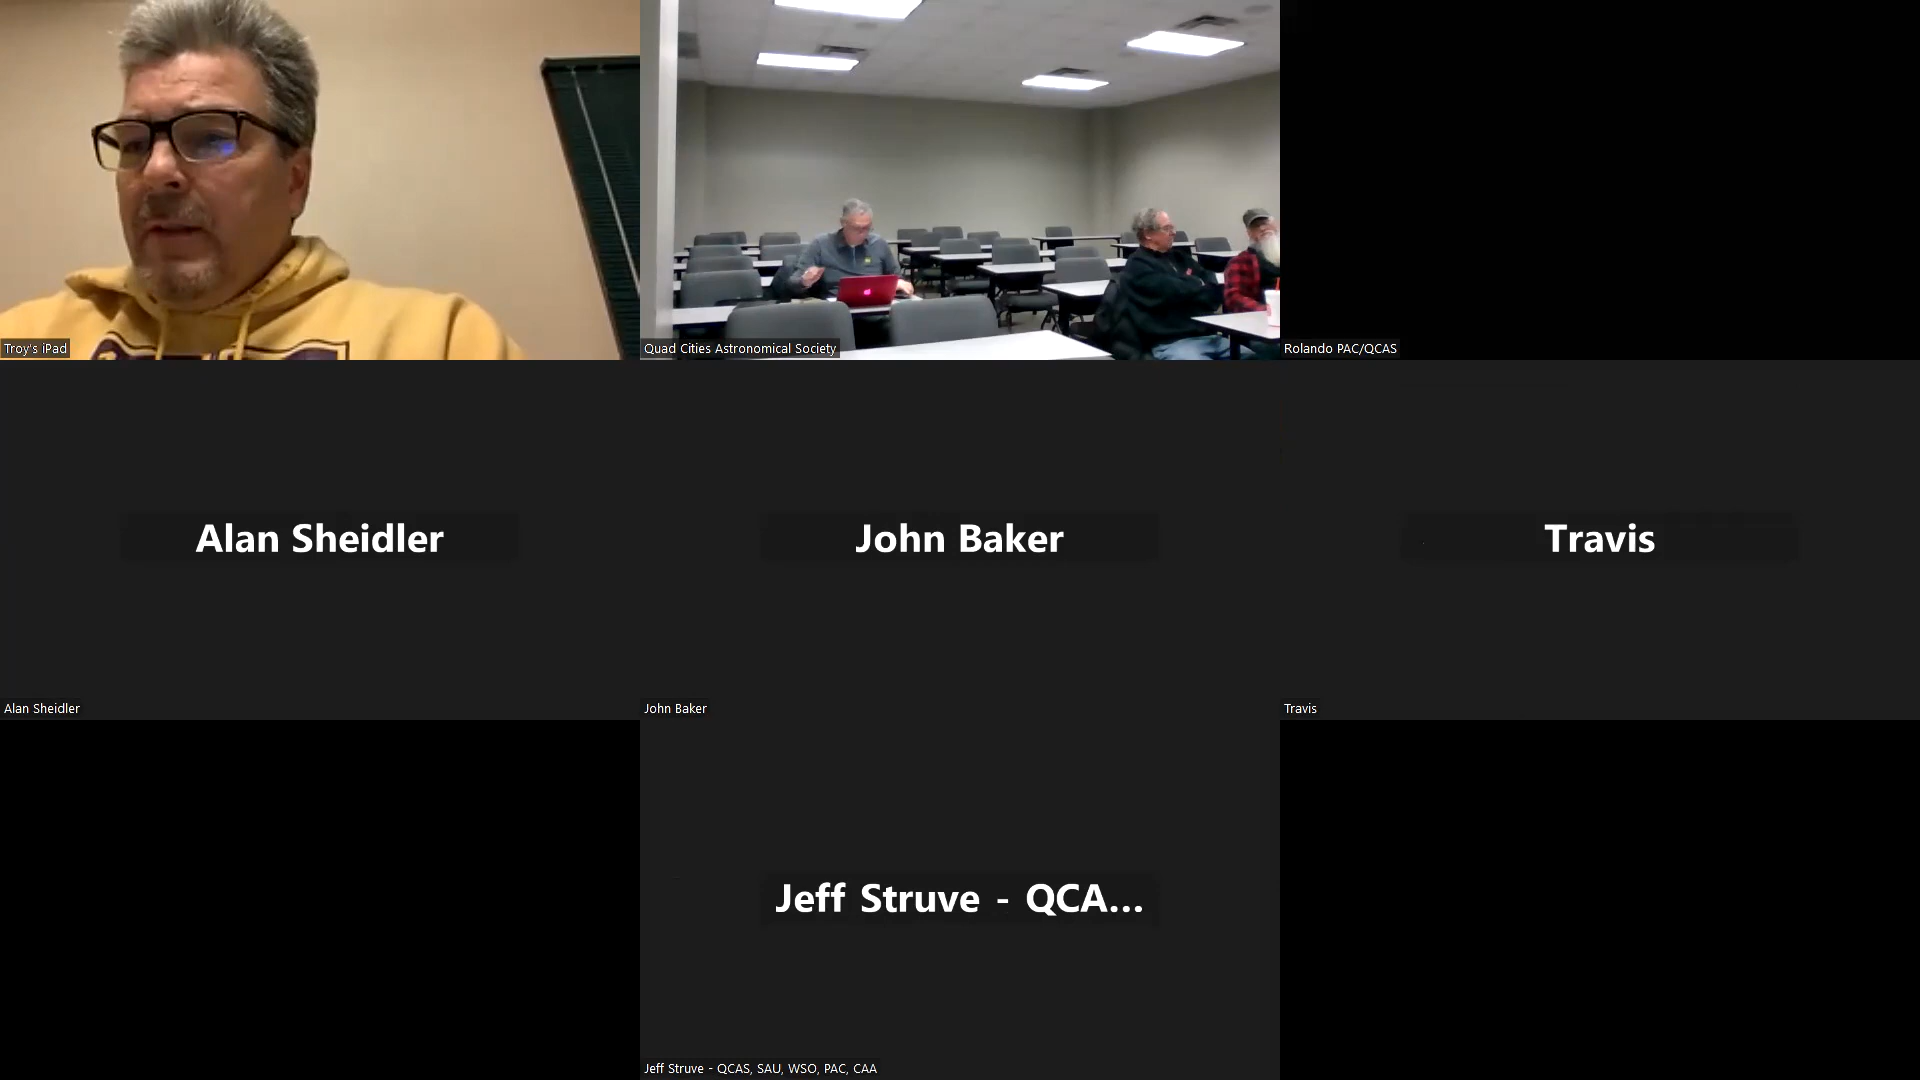 Troy's iPad
Quad Cities Astronomical Society
Rolando PAC/QCAS
Alan Sheidler
John Baker
Travis
Alan Sheidler
John Baker
Travis
Jeff Struve - QCA...
Jeff Struve - QCAS, SAU, WSO, PAC, CAA